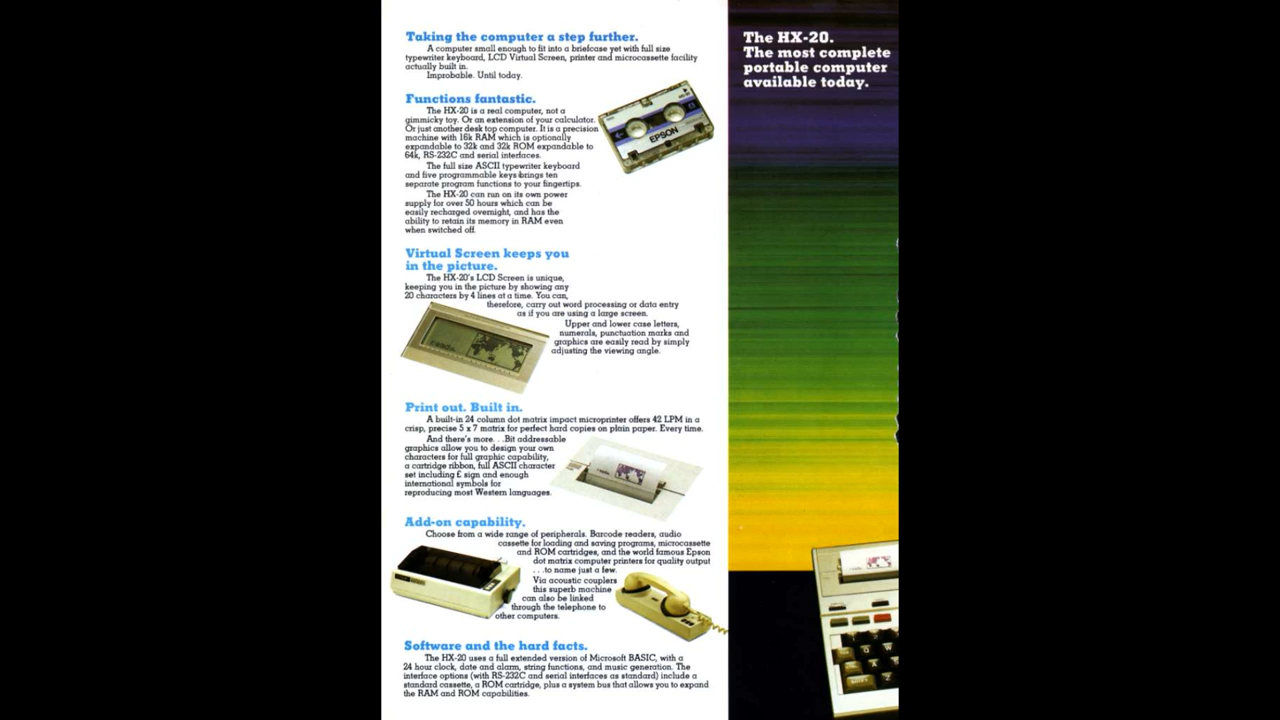 Taking the computer a step further.
A computer small enough to fit into a briefcase yet with full size
typewriter keyboard, LCD Virtual Screen, printer and microcassette facility
actually built in.
Improbable. Until today.
Functions fantastic.
The HX-20 is a real computer, not a
gimmicky toy. Or an extension of your calculator.
Or just another desk top computer. It is a precision
machine with 16k RAM which is optionally
expandable to 32k and 32k ROM expandable to
64k, RS-232C and serial interfaces.
The full size ASCII typewriter keyboard
and five programmable keys brings ten
separate program functions to your fingertips.
The HX-20 can run on its own power
supply for over 50 hours which can be
easily recharged overnight, and has the
ability to retain its memory in RAM even
when switched off.
EPSON
Virtual Screen keeps you
in the picture.
The HX-20's LCD Screen is unique,
keeping you in the picture by showing any
20 characters by 4 lines at a time. You can,
therefore, carry out word processing or data entry
as if you are using a large screen.
Upper and lower case letters,
numerals, punctuation marks and
graphics are easily read by simply
adjusting the viewing angle.
Print out. Built in.
A built-in 24 column dot matrix impact microprinter offers 42 LPM in a
crisp, precise 5 x 7 matrix for perfect hard copies on plain paper. Every time.
And there's more. . .Bit addressable
graphics allow you to design your own
characters for full graphic capability,
a cartridge ribbon, full ASCII character
set including £ sign and enough
international symbols for
reproducing most Western languages.
Add-on capability.
Choose from a wide range of peripherals. Barcode readers, audio
cassette for loading and saving programs, microcassette
and ROM cartridges, and the world famous Epson
dot matrix computer printers for quality output
. . .to name just a few.
Via acoustic couplers
this superb machine
can also be linked
through the telephone to
other computers.
Software and the hard facts.
The HX-20 uses a full extended version of Microsoft BASIC, with a
24 hour clock, date and alarm, string functions, and music generation. The
interface options (with RS-232C and serial interfaces as standard) include a
standard cassette, a ROM cartridge, plus a system bus that allows you to expand
the RAM and ROM capabilities.
The HX-20.
The most complete
portable computer
available today.